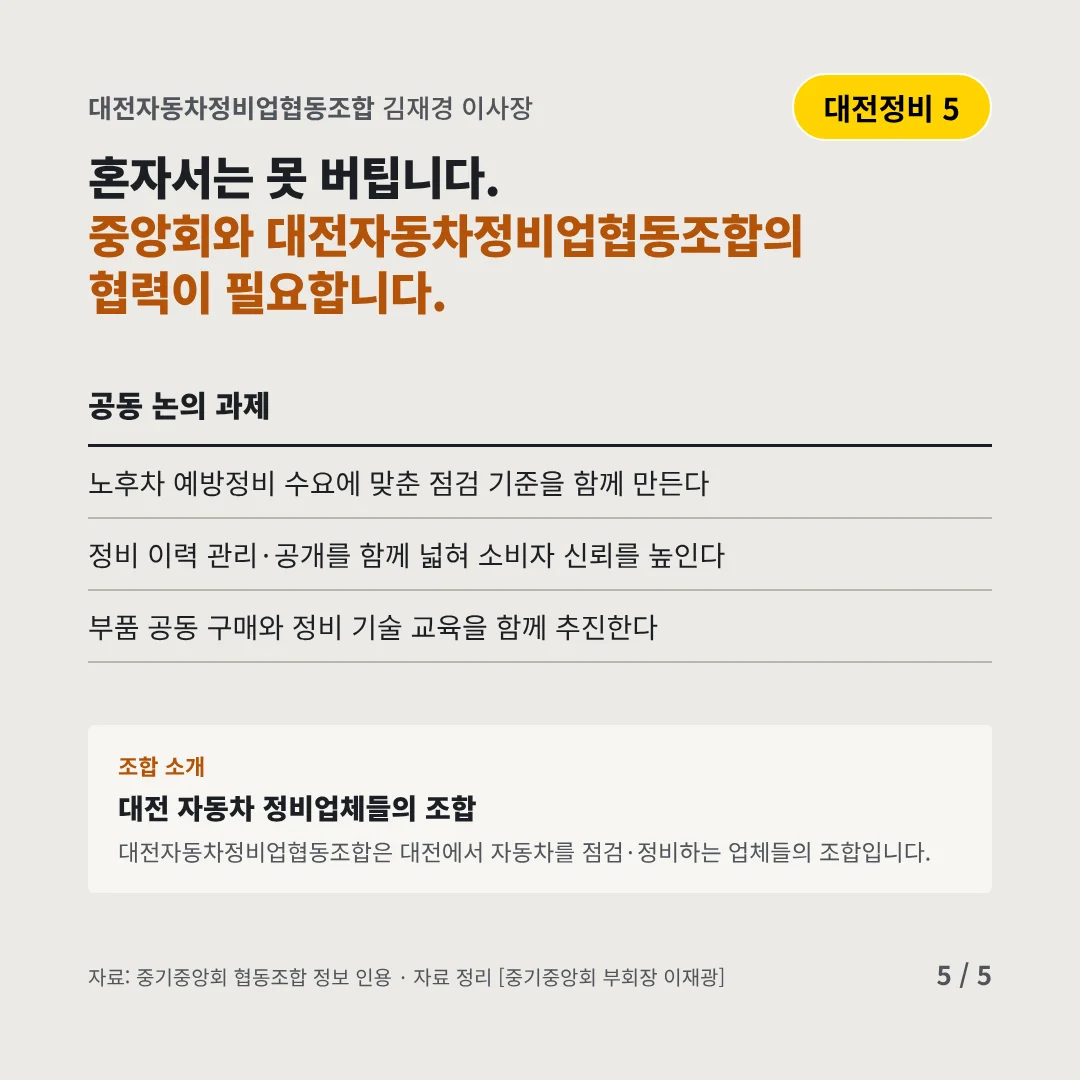 대전자동차정비업협동조합 김재경 이사장
대전정비 5
혼자서는 못 버팁니다.
중앙회와 대전자동차정비업협동조합의
협력이 필요합니다.
공동 논의 과제
노후차 예방정비 수요에 맞춘 점검 기준을 함께 만든다
정비 이력 관리·공개를 함께 넓혀 소비자 신뢰를 높인다
부품 공동 구매와 정비 기술 교육을 함께 추진한다
조합 소개
대전 자동차 정비업체들의 조합
대전자동차정비업협동조합은 대전에서 자동차를 점검·정비하는 업체들의 조합입니다.
자료: 중기중앙회 협동조합 정보 인용 · 자료 정리 [중기중앙회 부회장 이재광]
5 / 5